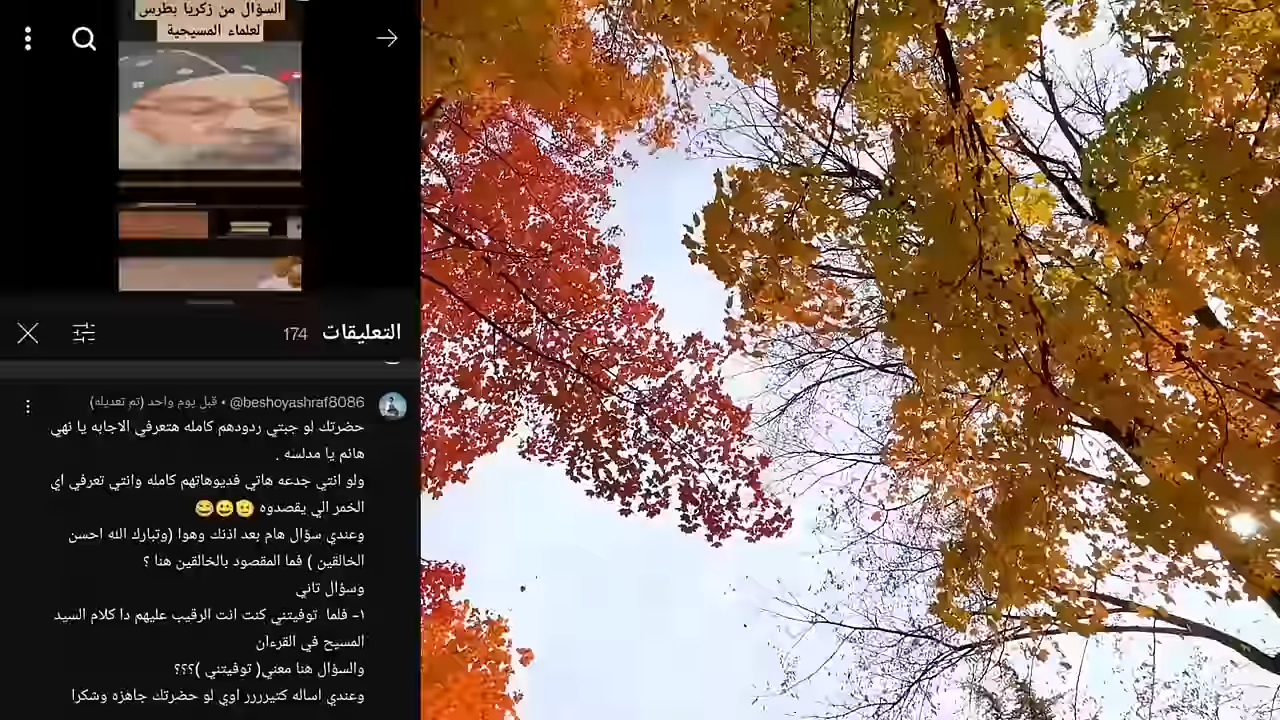 السؤال من زكريا بطرس
لعلماء المسيحية
التعليقات 174
@beshoyashraf8086 • قبل يوم واحد (تم تعديله)
حضرتك لو جبتي ردودهم كامله هتعرفي الاجابه يا نهي
هانم يا مدلسه .
ولو انتي جدعه هاتي فديوهاتهم كامله وانتي تعرفي اي
الخمر الي يقصدوه 🤨😀😂
وعندي سؤال هام بعد اذنك وهوا (وتبارك الله احسن
الخالقين ) فما المقصود بالخالقين هنا ؟
وسؤال تاني
١- فلما توفيتني كنت انت الرقيب عليهم دا كلام السيد
المسيح في القرءان
والسؤال هنا معني( توفيتني )؟؟؟
وعندي اساله كتيرررر اوي لو حضرتك جاهزه وشكرا